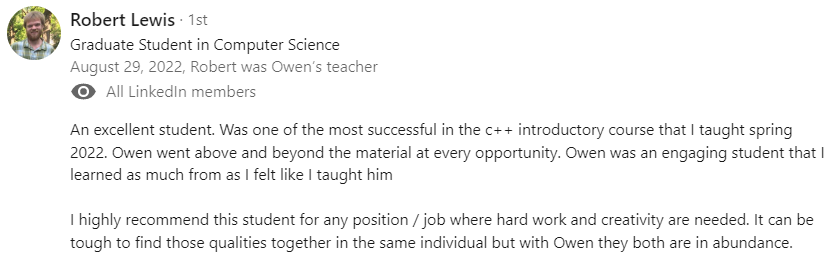 Robert Lewis · 1st
Graduate Student in Computer Science
August 29, 2022, Robert was Owen's teacher
All LinkedIn members
An excellent student. Was one of the most successful in the c++ introductory course that I taught spring
2022. Owen went above and beyond the material at every opportunity. Owen was an engaging student that I
learned as much from as I felt like I taught him
I highly recommend this student for any position / job where hard work and creativity are needed. It can be
tough to find those qualities together in the same individual but with Owen they both are in abundance.